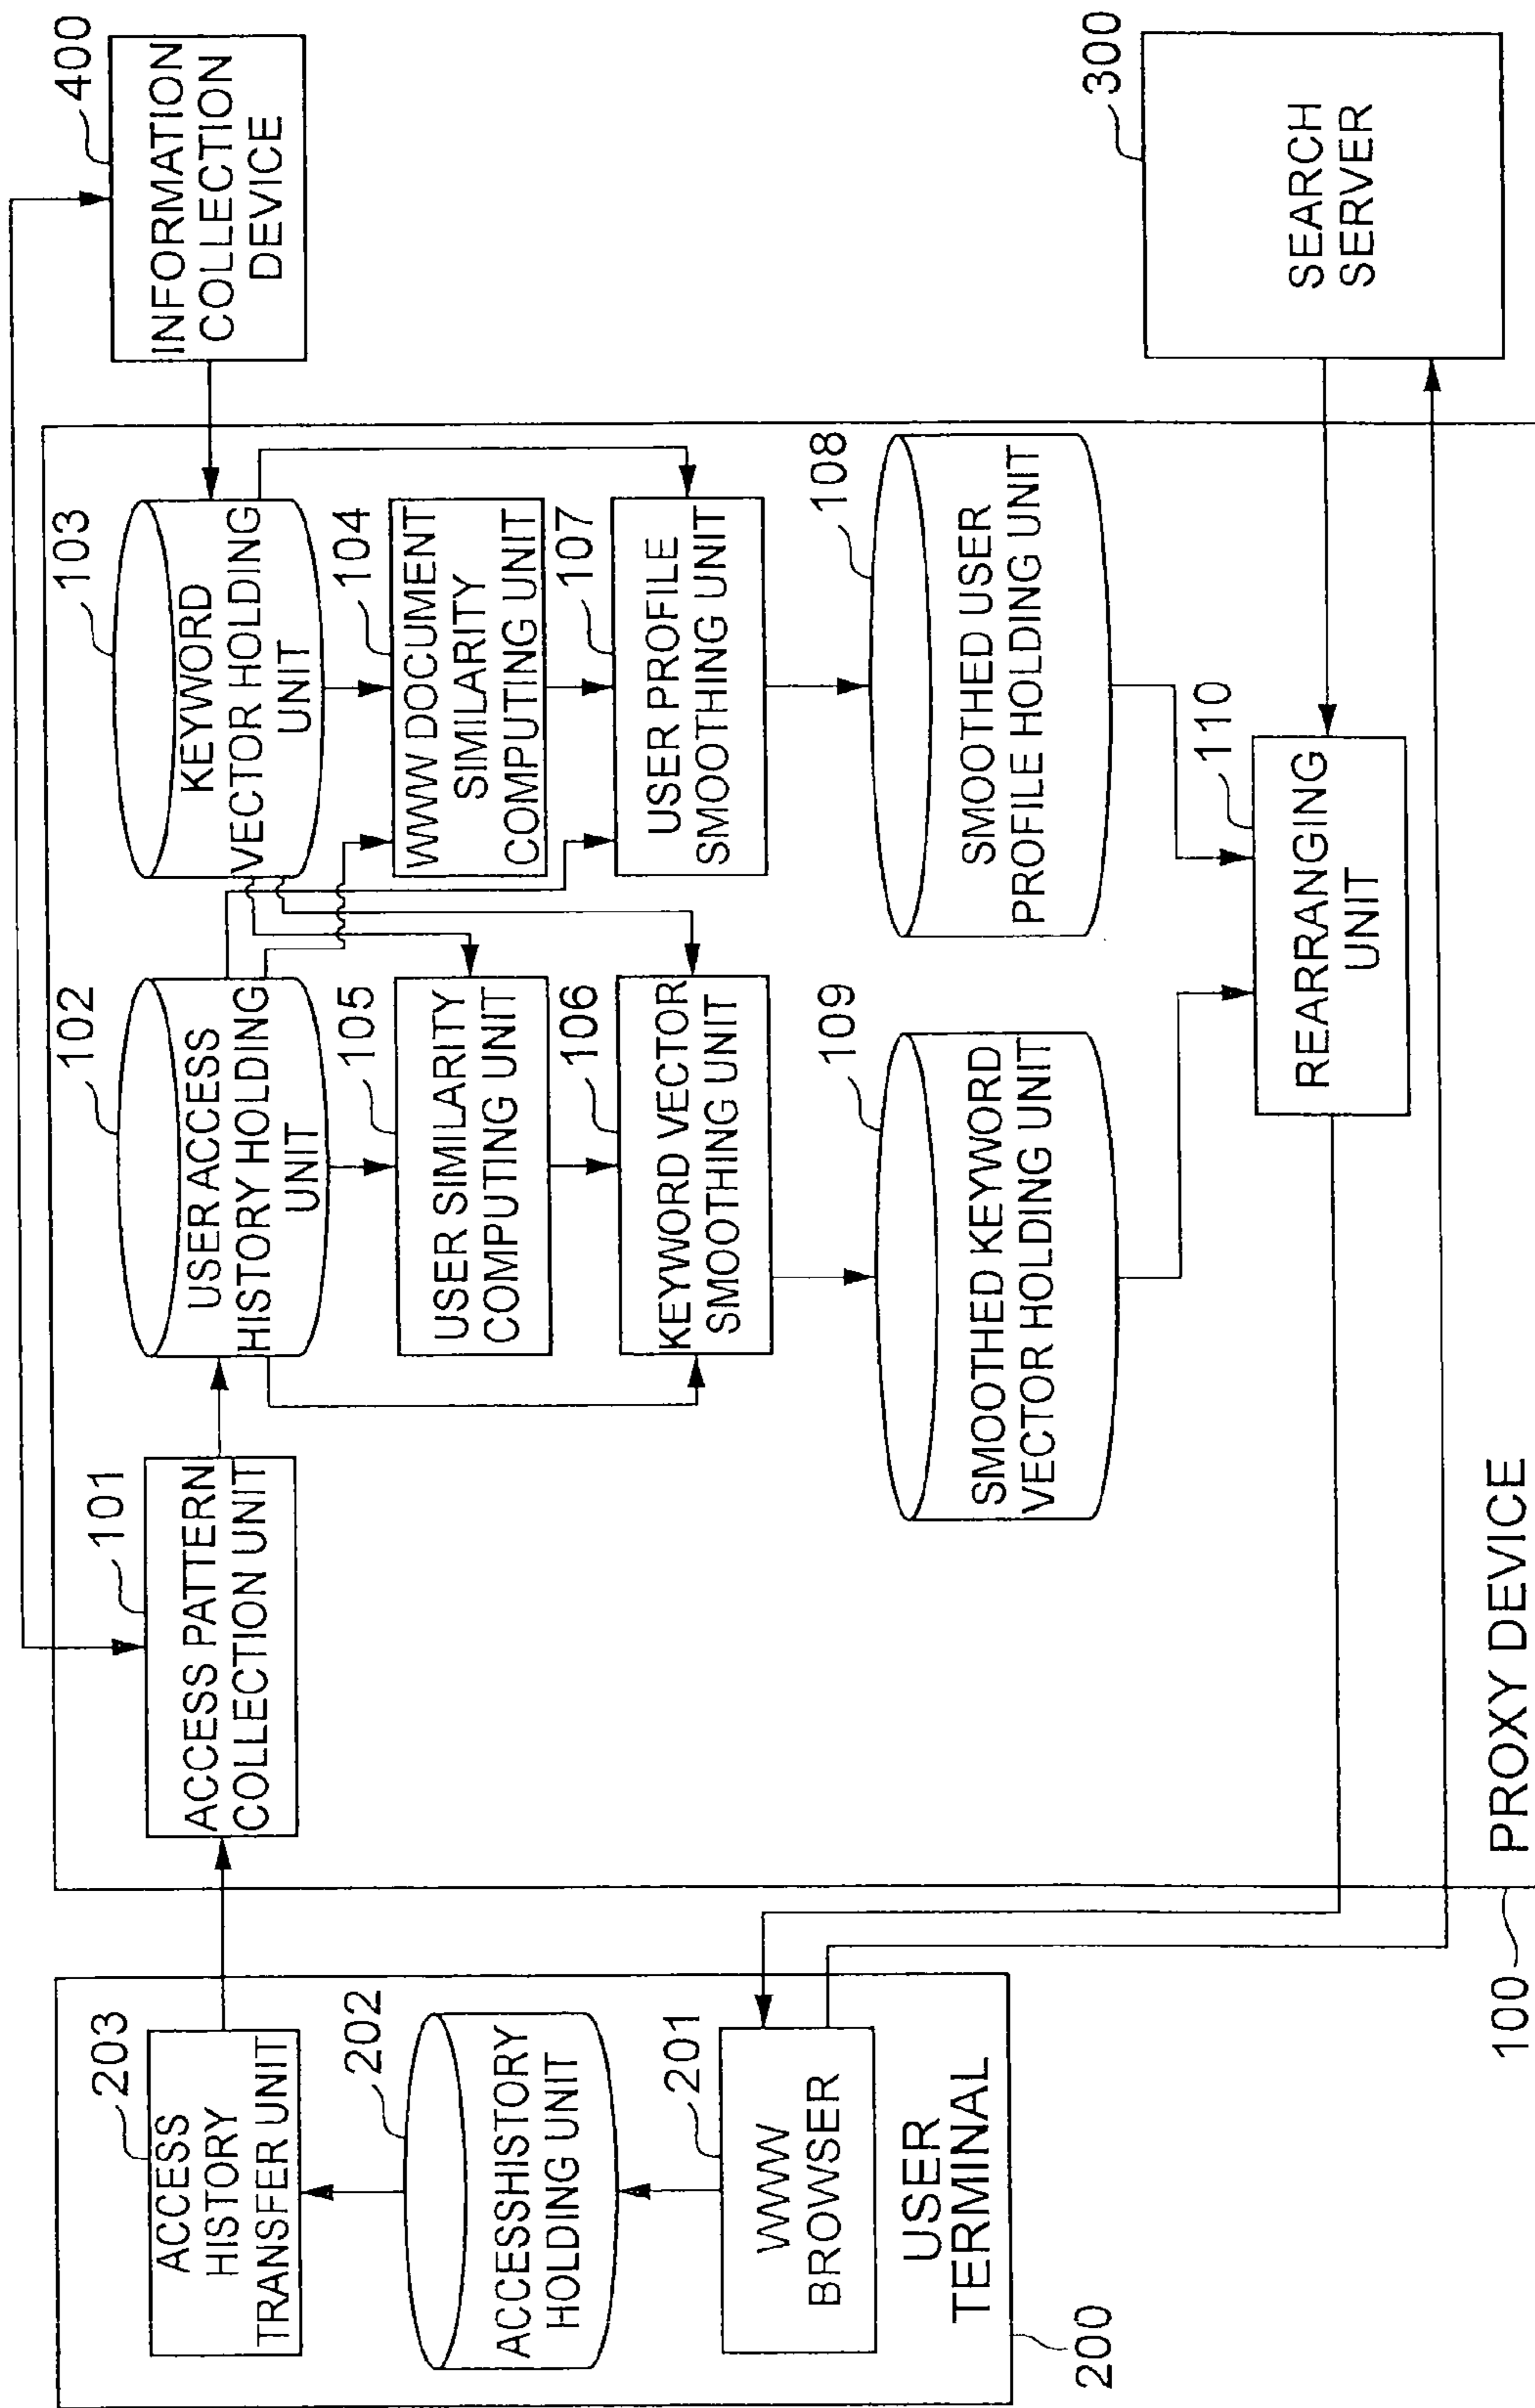 203
ACCESS
HISTORY
TRANSFER UNIT
202
ACCESSHISTORY
HOLDING UNIT
201
WWW
BROWSER
USER
TERMINAL
200
101
ACCESS PATTERN
COLLECTION UNIT
102
USER ACCESS
HISTORY HOLDING
UNIT
103
KEYWORD
VECTOR HOLDING
UNIT
400
INFORMATION
COLLECTION
DEVICE
105
USER SIMILARITY
COMPUTING UNIT
104
WWW DOCUMENT
SIMILARITY
COMPUTING UNIT
106
KEYWORD VECTOR
SMOOTHING UNIT
107
USER PROFILE
SMOOTHING UNIT
109
SMOOTHED KEYWORD
VECTOR HOLDING UNIT
108
SMOOTHED USER
PROFILE HOLDING UNIT
110
REARRANGING
UNIT
300
SEARCH
SERVER
100
PROXY DEVICE